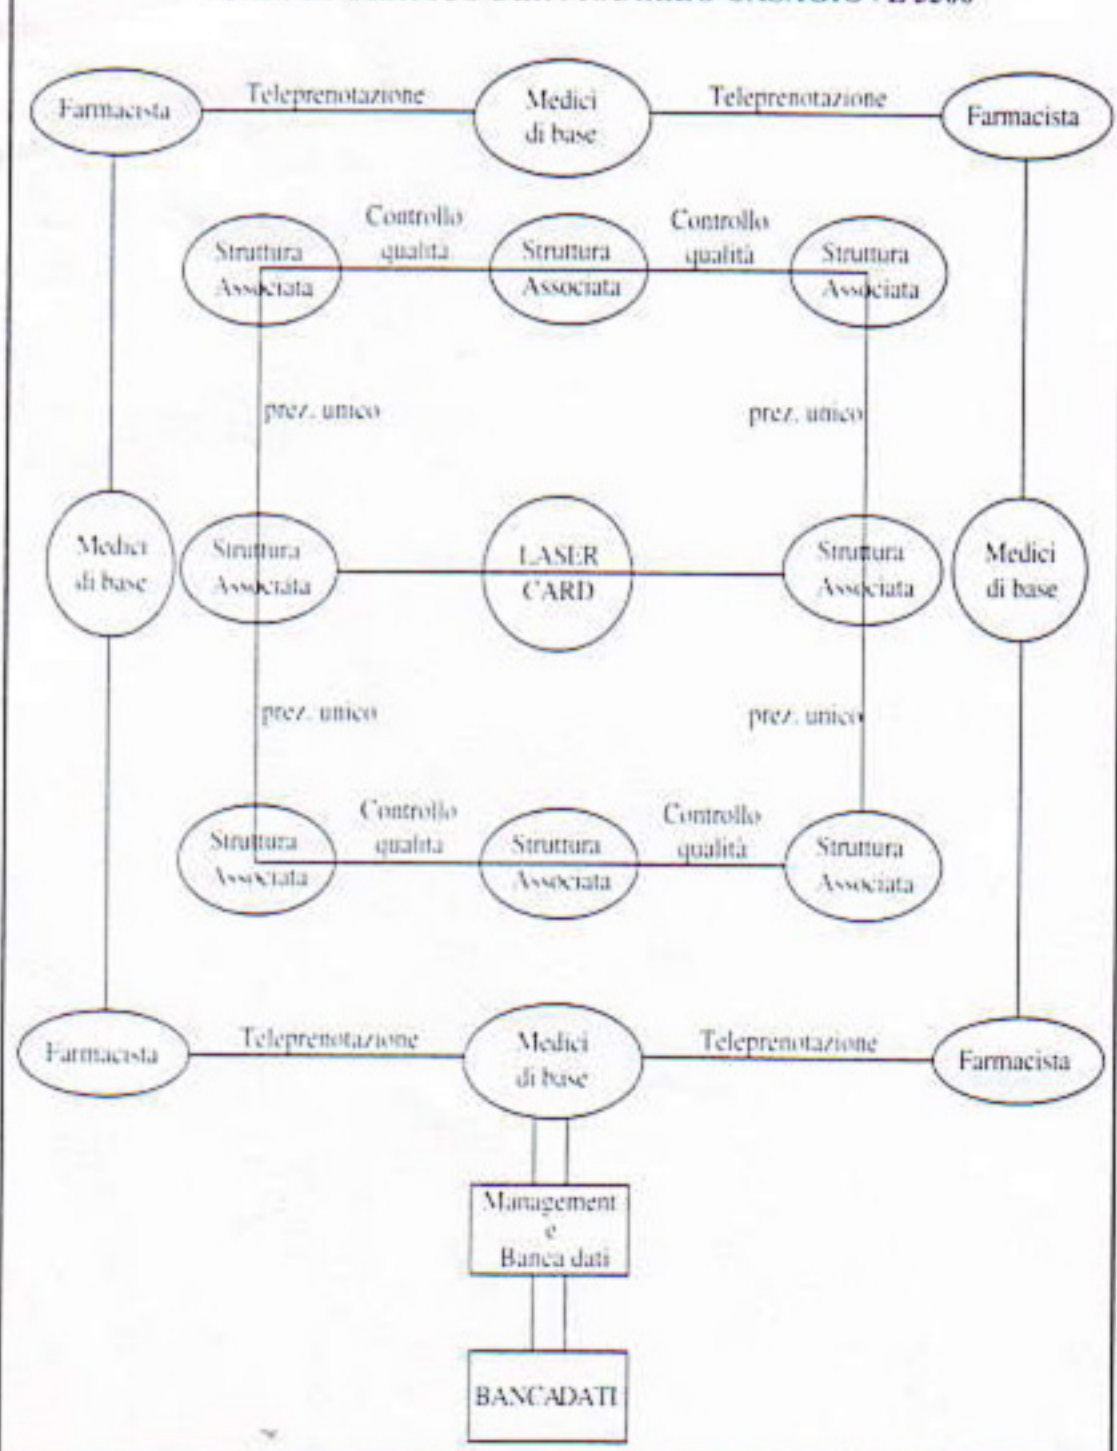 Farmacista
Teleprenotazione
Medici
di base
Teleprenotazione
Farmacista
Struttura
Associata
Controllo
qualità
Struttura
Associata
Controllo
qualità
Struttura
Associata
prez. unico
prez. unico
Medici
di base
Struttura
Associata
LASER
CARD
Struttura
Associata
Medici
di base
prez. unico
prez. unico
Struttura
Associata
Controllo
qualità
Struttura
Associata
Controllo
qualità
Struttura
Associata
Farmacista
Teleprenotazione
Medici
di base
Teleprenotazione
Farmacista
Management
e
Banca dati
BANCADATI